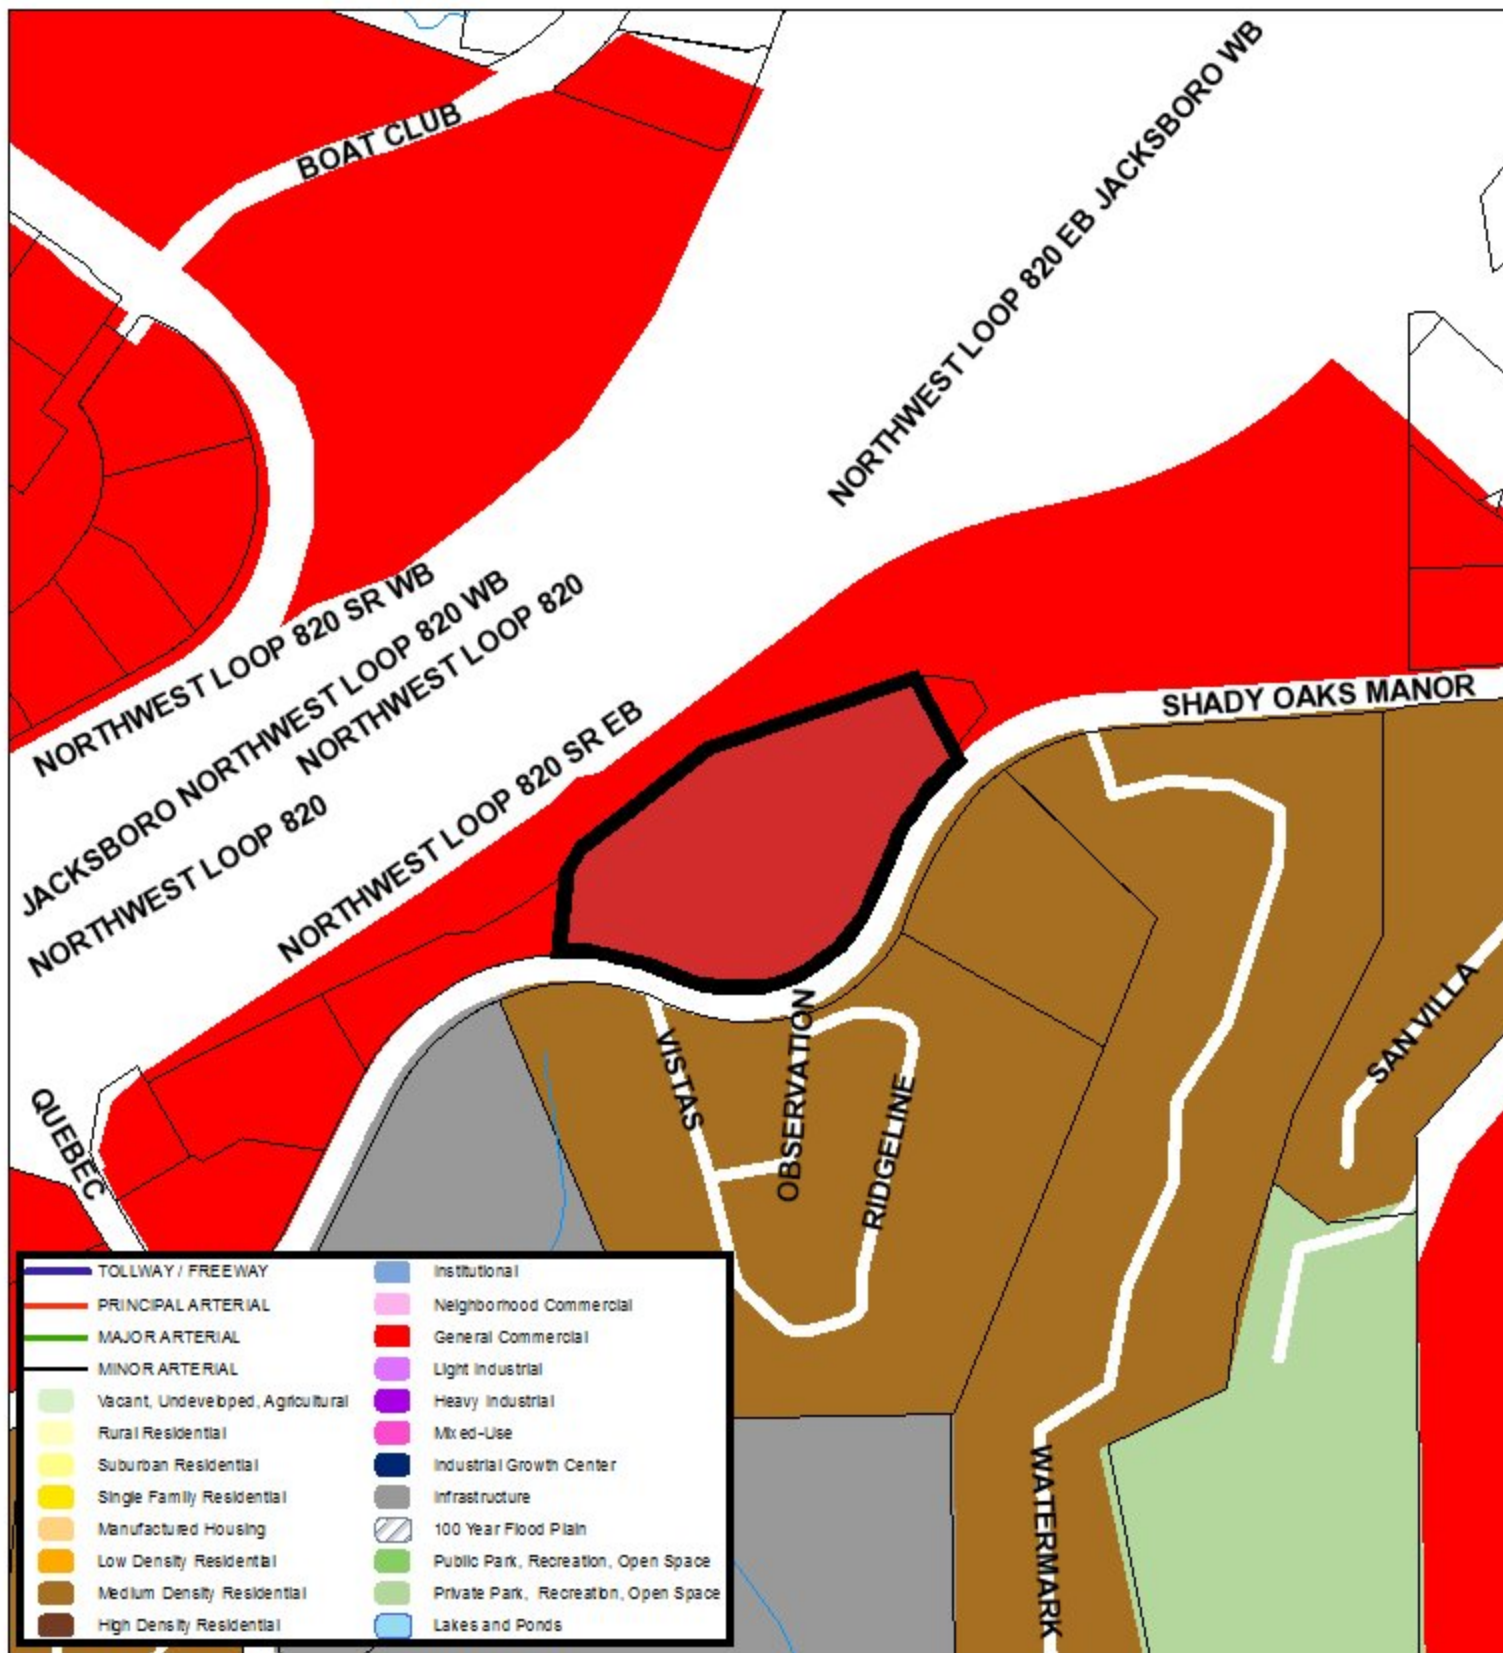 BOAT CLUB
NORTHWEST LOOP 820 EB JACKSBORO WB
NORTHWEST LOOP 820 SR WB
JACKSBORO NORTHWEST LOOP 820 WB
NORTHWEST LOOP 820
NORTHWEST LOOP 820
NORTHWEST LOOP 820 SR EB
SHADY OAKS MANOR
SAN VILLA
VISTAS
OBSERVATION
RIDGELINE
QUEBEC
WATERMARK
TOLLWAY / FREEWAY
PRINCIPAL ARTERIAL
MAJOR ARTERIAL
MINOR ARTERIAL
Vacant, Undeveloped, Agricultural
Rural Residential
Suburban Residential
Single Family Residential
Manufactured Housing
Low Density Residential
Medium Density Residential
High Density Residential
Institutional
Neighborhood Commercial
General Commercial
Light Industrial
Heavy Industrial
Mixed-Use
Industrial Growth Center
Infrastructure
100 Year Flood Plain
Public Park, Recreation, Open Space
Private Park, Recreation, Open Space
Lakes and Ponds